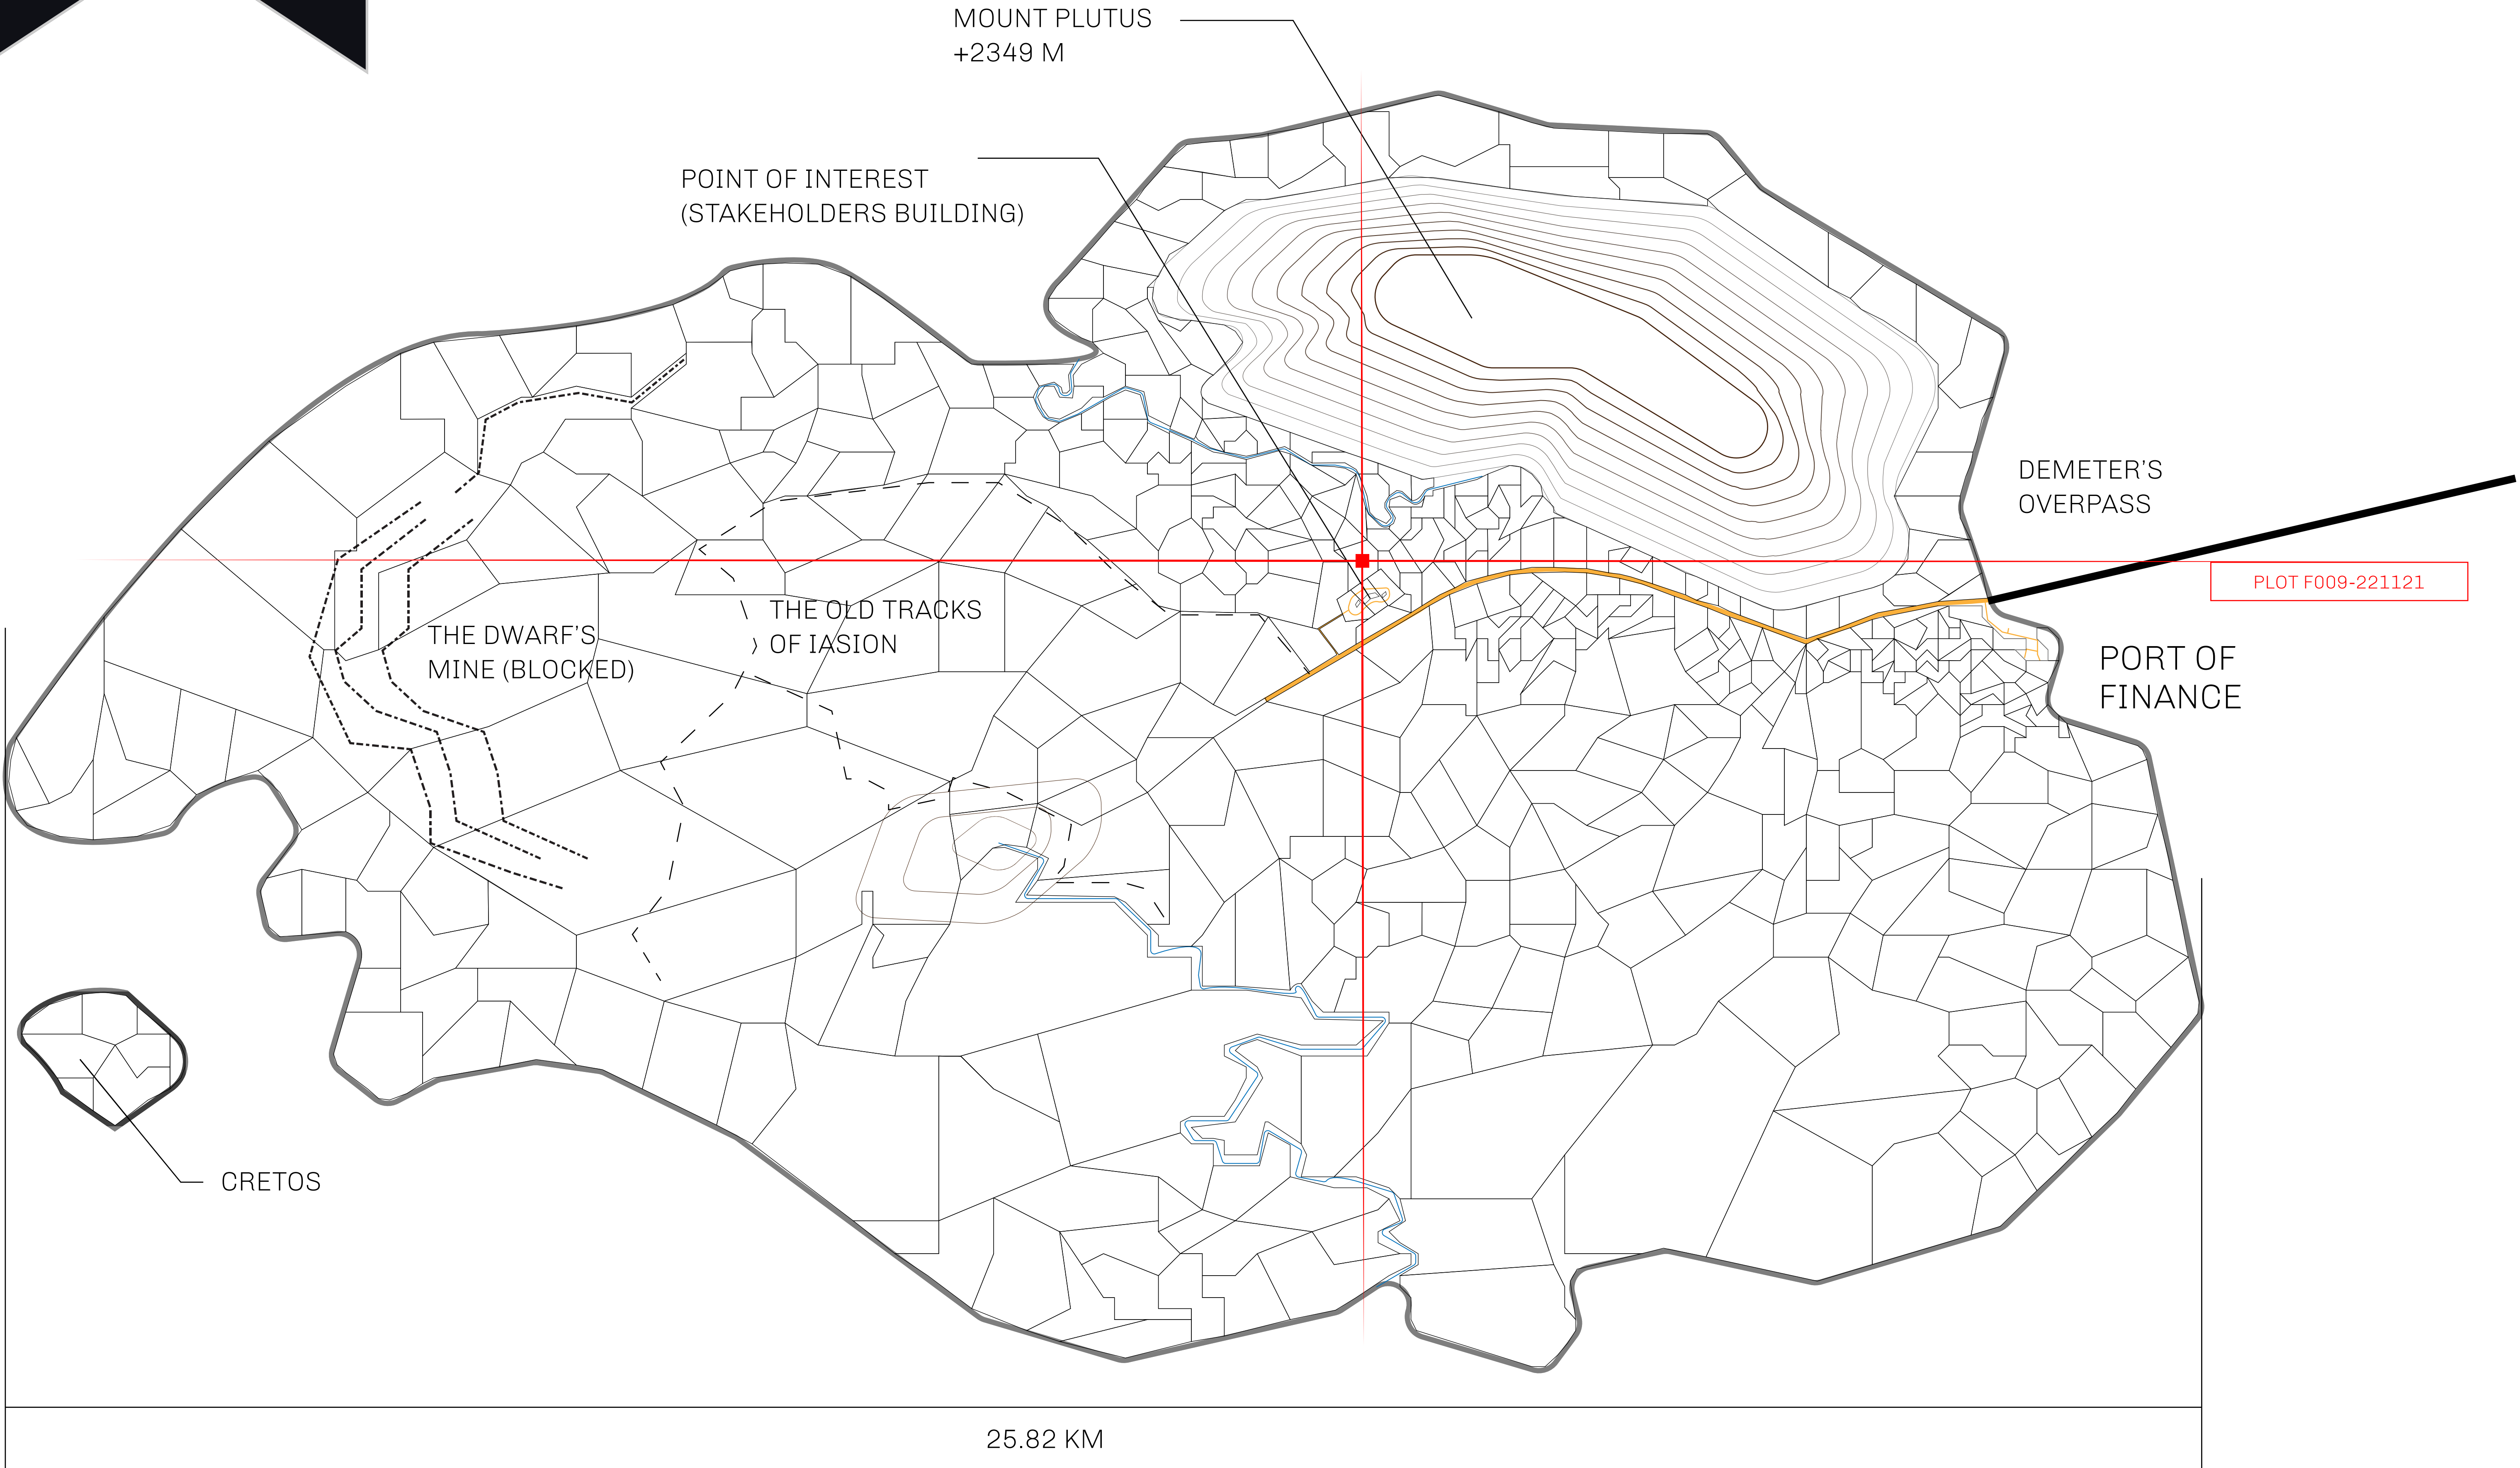 MOUNT PLUTUS
+2349 M
POINT OF INTEREST
(STAKEHOLDERS BUILDING)
DEMETER'S
OVERPASS
PLOT F009-221121
THE OLD TRACKS
OF IASION
THE DWARF'S
MINE (BLOCKED)
PORT OF
FINANCE
CRETOS
25.82 KM